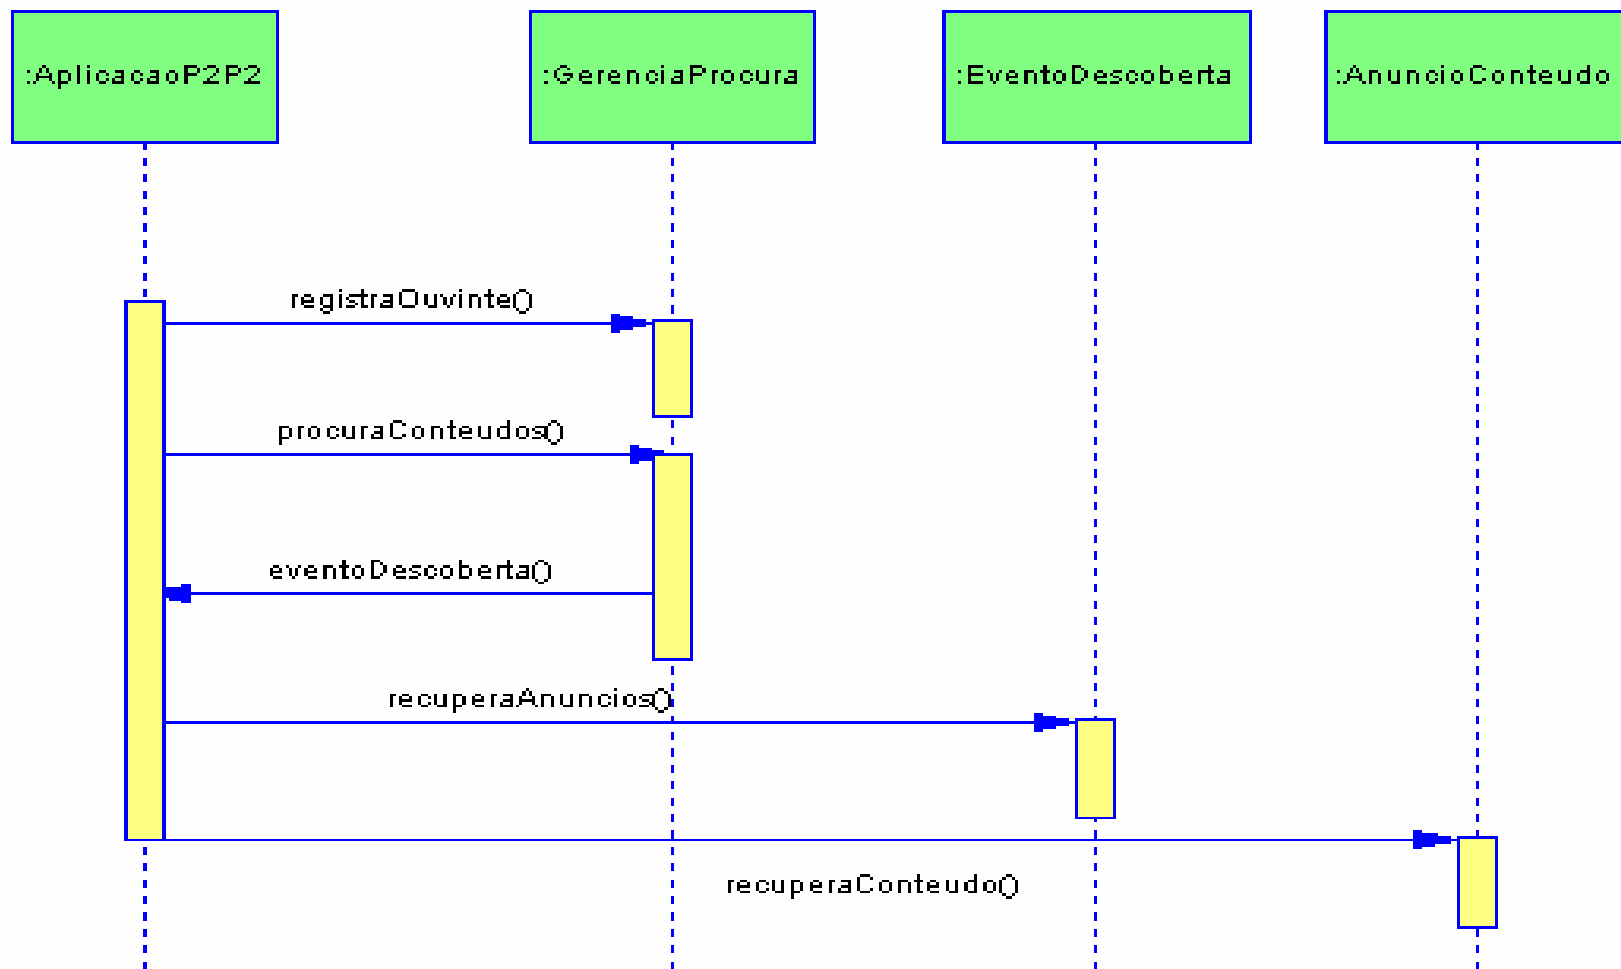 :AplicacaoP2P2
:GerenciaProcura
:EventoDescoberta
:AnuncioConteudo
registraOuvinte()
procuraConteudos()
eventoDescoberta()
recuperaAnuncios()
recuperaConteudo()